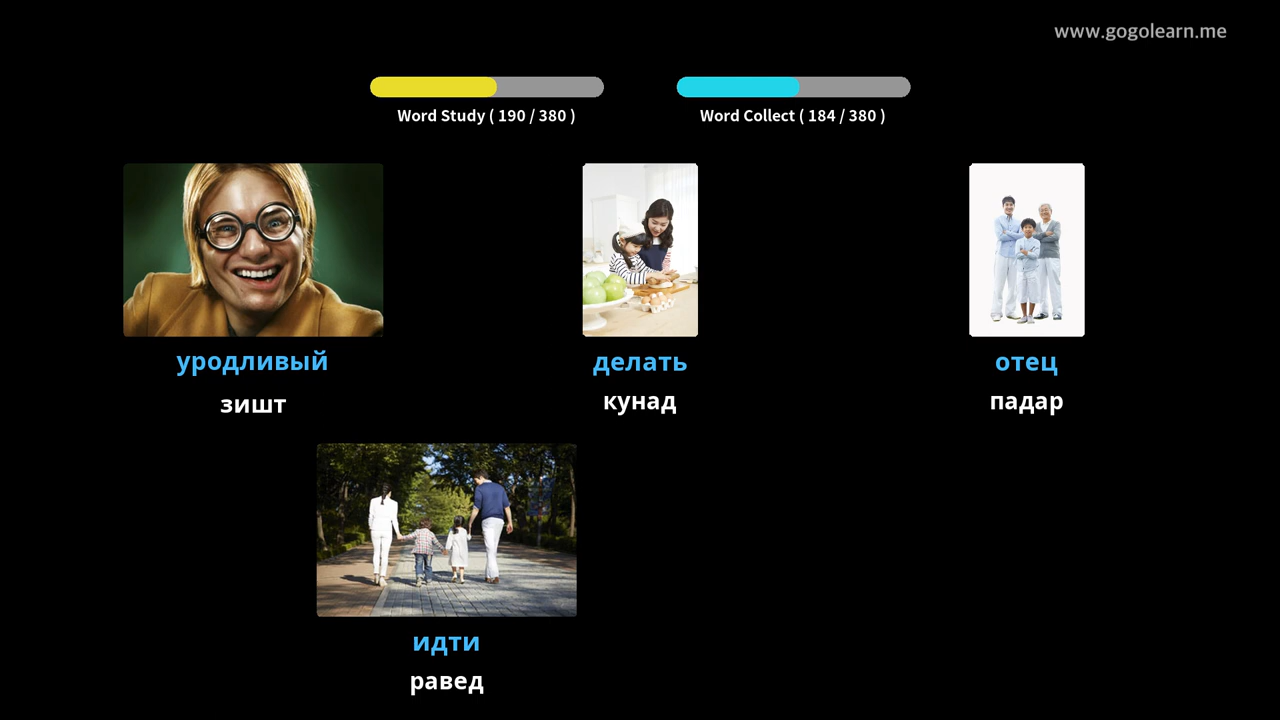 www.gogolearn.me
Word Study ( 190 / 380 )
Word Collect ( 184 / 380 )
уродливый
зишт
делать
кунад
отец
падар
идти
равед